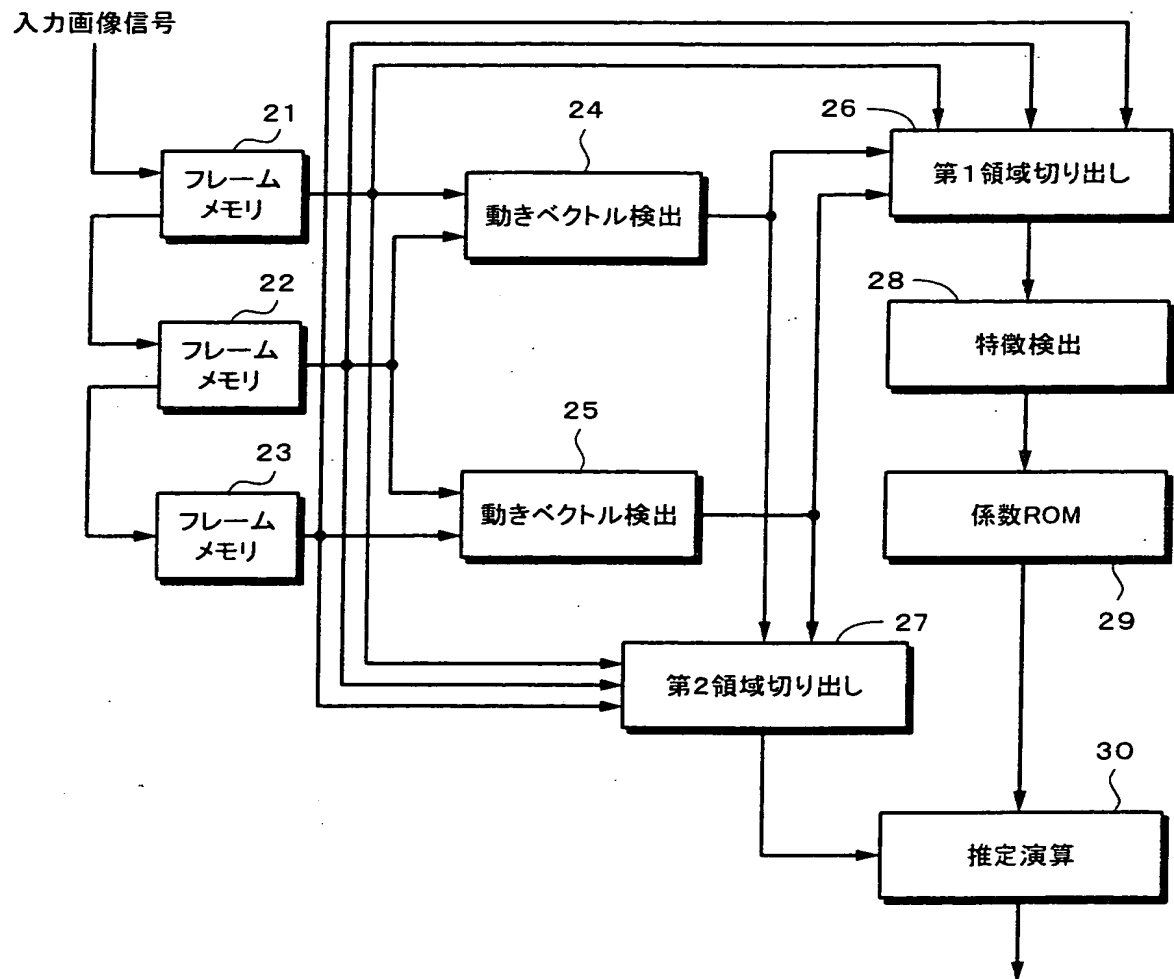 入力画像信号
21
フレーム
メモリ
22
フレーム
メモリ
23
フレーム
メモリ
24
動きベクトル検出
25
動きベクトル検出
26
第1領域切り出し
28
特徴検出
係数ROM
29
27
第2領域切り出し
30
推定演算